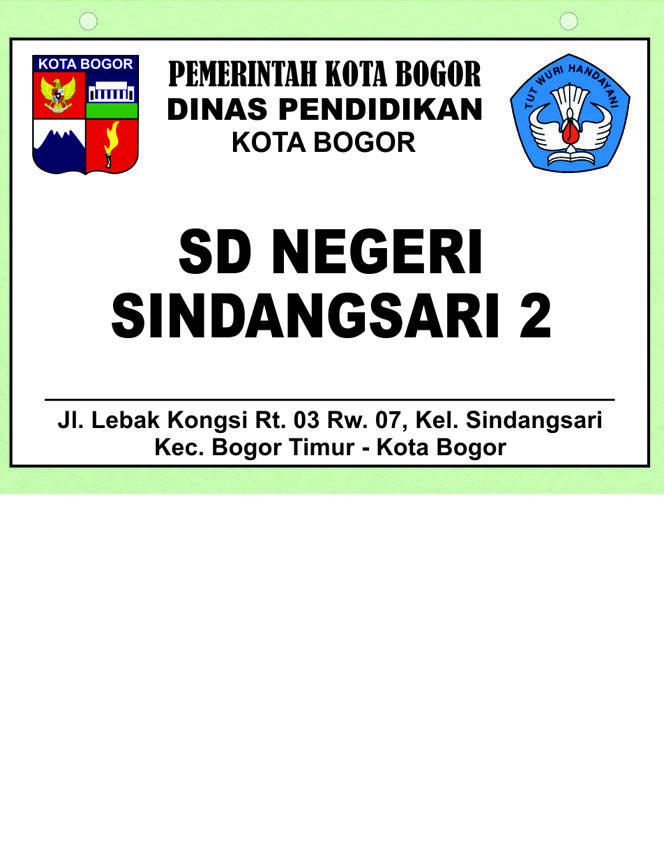 KOTA BOGOR
PEMERINTAH KOTA BOGOR
DINAS PENDIDIKAN
KOTA BOGOR
TUT WURI HANDAYANI
SD NEGERI
SINDANGSARI 2
Jl. Lebak Kongsi Rt. 03 Rw. 07, Kel. Sindangsari
Kec. Bogor Timur - Kota Bogor